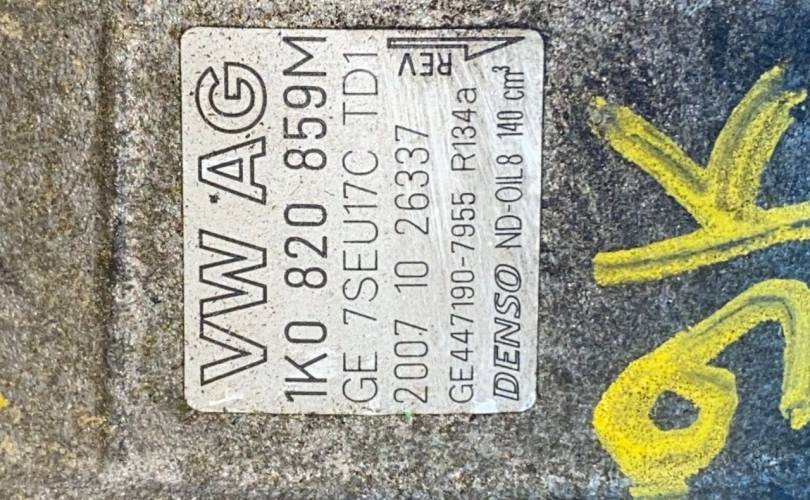 VW AG
1K0 820 859M
GE 7SEU17C TD1
2007 10 26337
REV
GE447190-7955 R134a
DENSO ND-OIL8 140 cm³